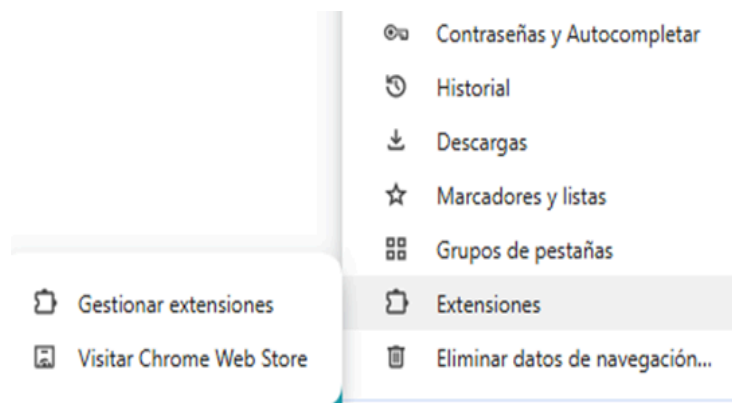 Contraseñas y Autocompletar
Historial
Descargas
Marcadores y listas
Grupos de pestañas
Extensiones
Eliminar datos de navegación...
Gestionar extensiones
Visitar Chrome Web Store